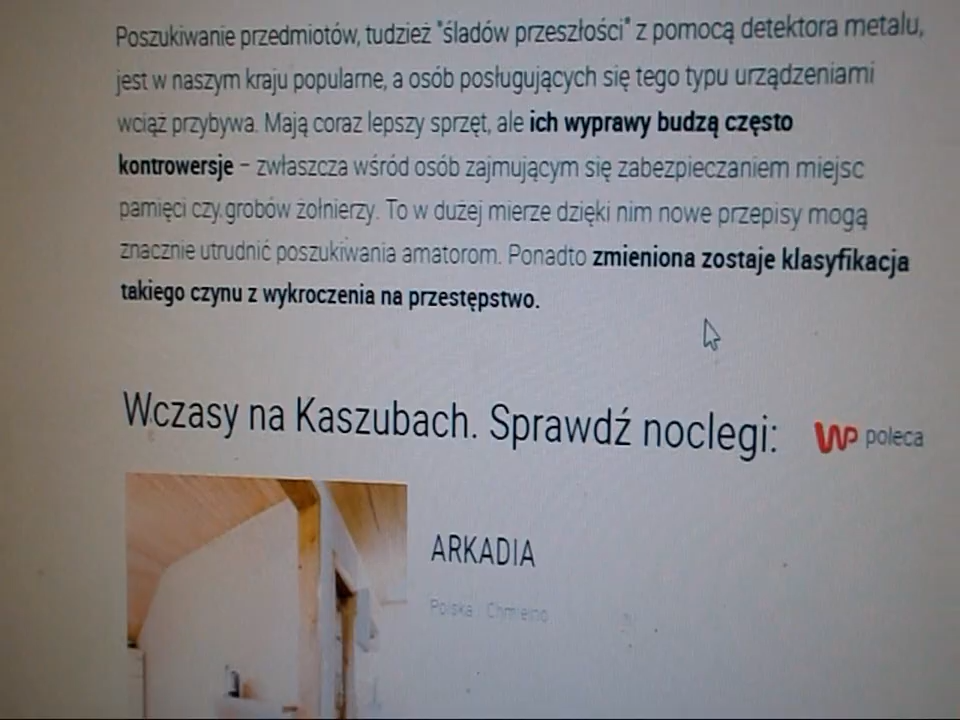 Poszukiwanie przedmiotów, tudzież "śladów przeszłości" z pomocą detektora metalu,
jest w naszym kraju popularne, a osób posługujących się tego typu urządzeniami
wciąż przybywa. Mają coraz lepszy sprzęt, ale ich wyprawy budzą często
kontrowersje – zwłaszcza wśród osób zajmującym się zabezpieczaniem miejsc
pamięci czy grobów żołnierzy. To w dużej mierze dzięki nim nowe przepisy mogą
znacznie utrudnić poszukiwania amatorom. Ponadto zmieniona zostaje klasyfikacja
takiego czynu z wykroczenia na przestępstwo.
Wczasy na Kaszubach. Sprawdź noclegi:
WP poleca
ARKADIA
Polska Chmielno